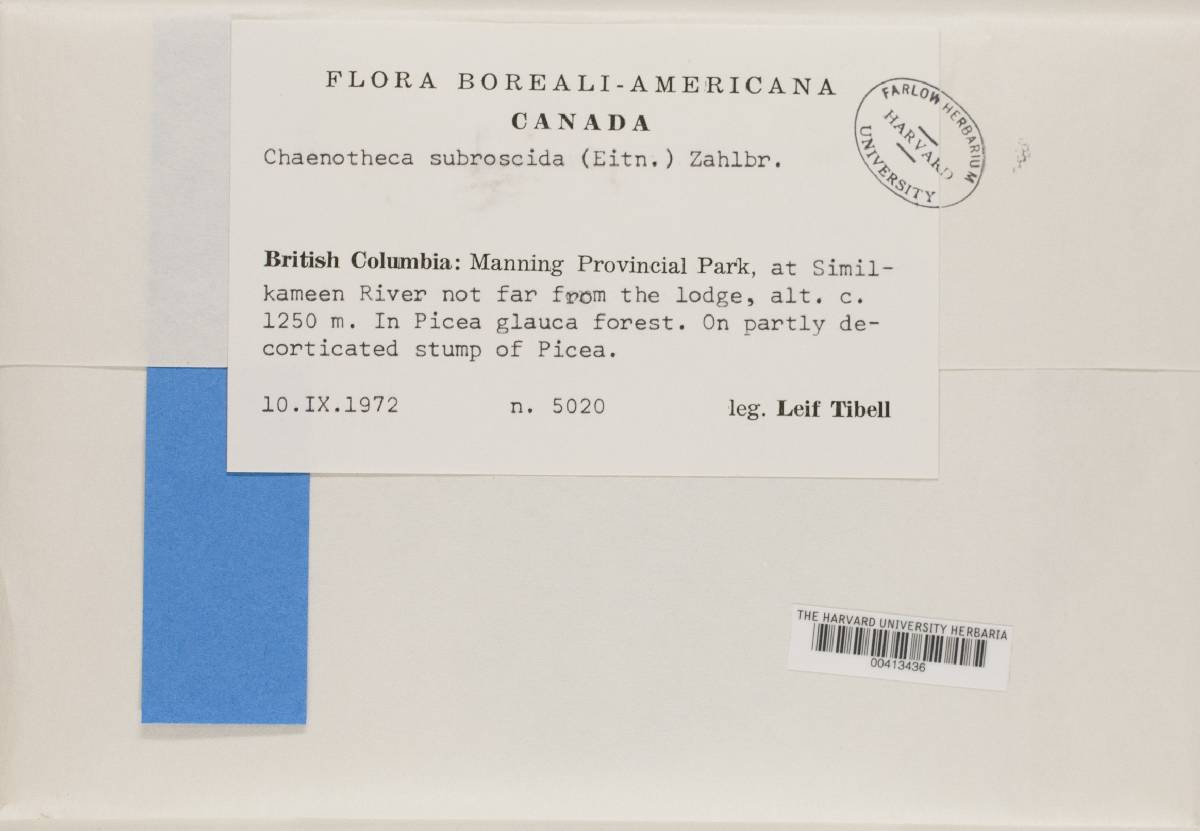 FLORA BOREALI-AMERICANA
CANADA
Chaenotheca subroscida (Eitn.) Zahlbr.
FARLOW HERBARIUM
HARVARD
UNIVERSITY
British Columbia: Manning Provincial Park, at Simil-
kameen River not far from the lodge, alt. c.
1250 m. In Picea glauca forest. On partly de-
corticated stump of Picea.
10.IX.1972 n. 5020 leg. Leif Tibell
THE HARVARD UNIVERSITY HERBARIA
00413436